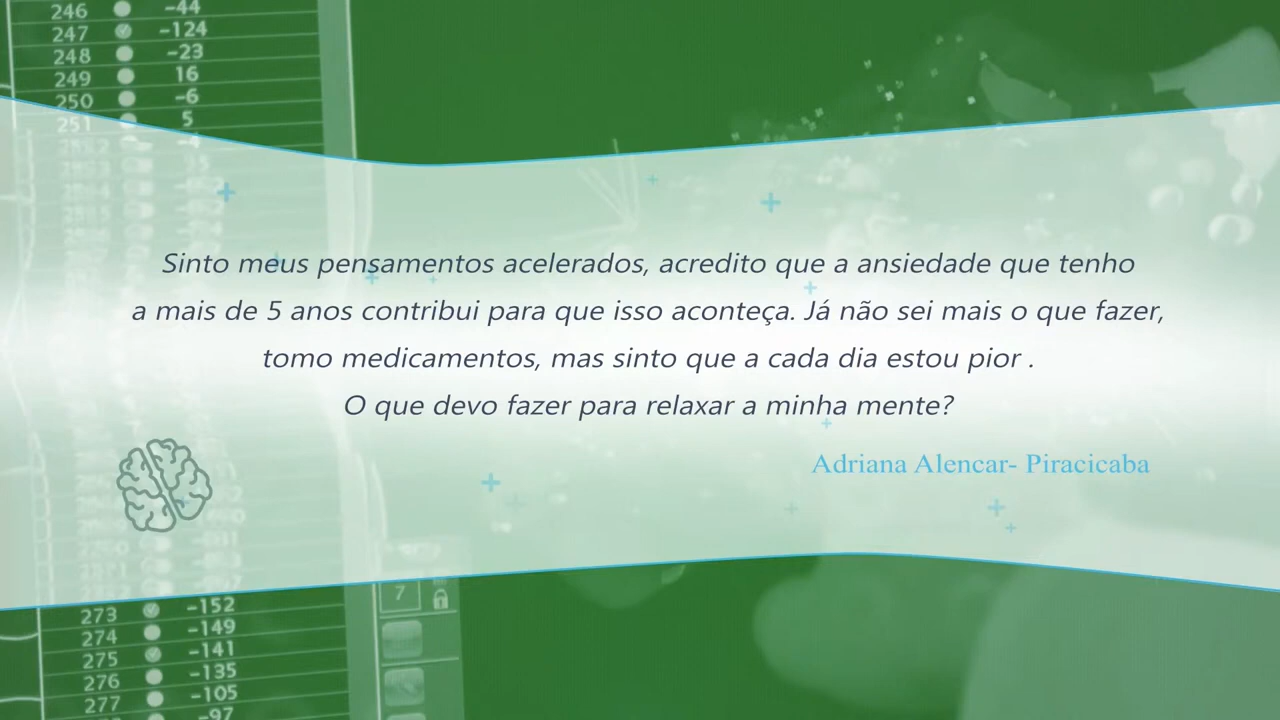 246 -44
247 -124
248 -23
249 16
250 -6
251 5
Sinto meus pensamentos acelerados, acredito que a ansiedade que tenho
a mais de 5 anos contribui para que isso aconteça. Já não sei mais o que fazer,
tomo medicamentos, mas sinto que a cada dia estou pior .
O que devo fazer para relaxar a minha mente?
Adriana Alencar- Piracicaba
7
273 -152
274 -149
275 -141
276 -135
277 -105
-97